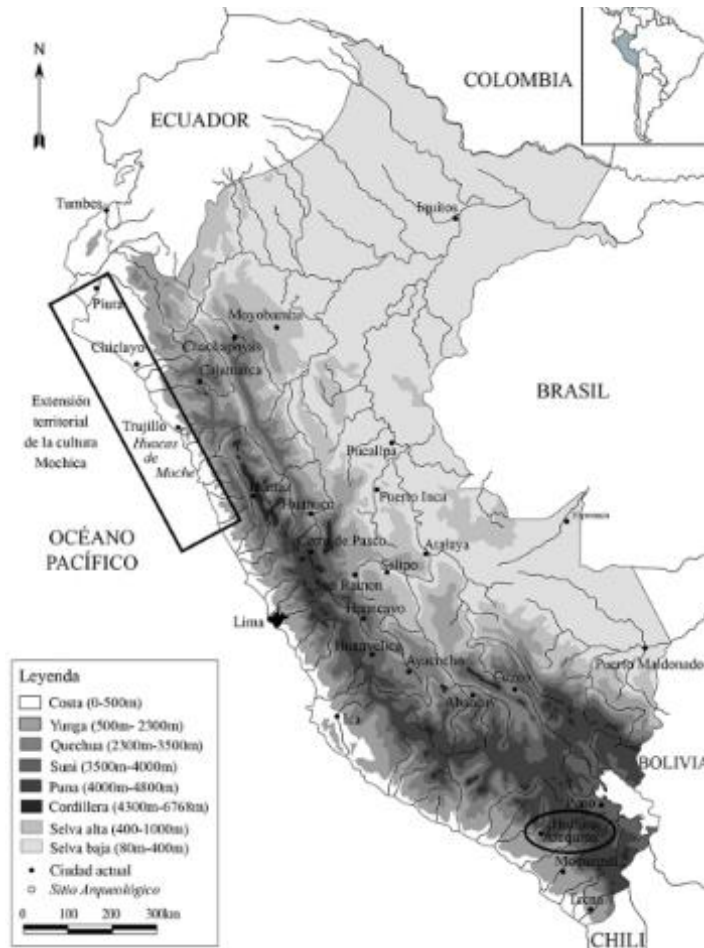 N
COLOMBIA
ECUADOR
Tumbes
Iquitos
Piura
Moyobamba
Chiclayo
Chachapoyas
Cajamarca
BRASIL
Extensión
territorial
de la cultura
Mochica
Trujillo
Huacas
de
Moche
Pucallpa
Puerto Inca
Huánuco
OCÉANO
PACÍFICO
Cerro de Pasco
Atalaya
Satipo
San Ramon
Lima
Huancayo
Huancavelica
Ayacucho
Puerto Maldonado
Cuzco
Abancay
Ica
Leyenda
Costa (0-500m)
Yunga (500m- 2300m)
Quechua (2300m-3500m)
Suni (3500m-4000m)
Puna (4000m-4800m)
Cordillera (4300m-6768m)
Selva alta (400-1000m)
Selva baja (80m-400m)
Ciudad actual
Sitio Arqueológico
0 100 200 300km
BOLIVIA
Puno
Arequipa
Moquegua
Tacna
CHILI